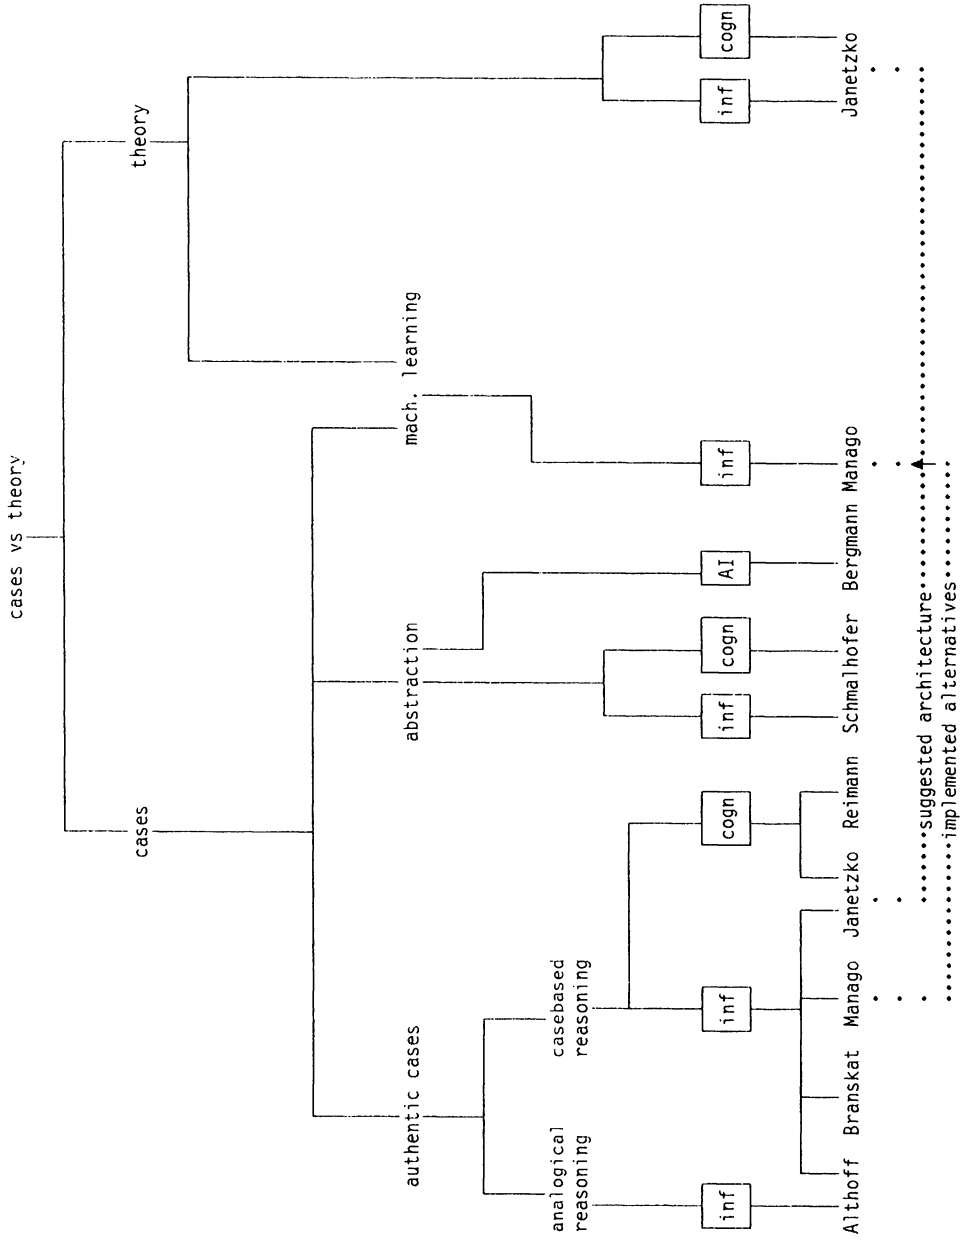 cases vs theory
cases
theory
authentic cases
abstraction
mach. learning
analogical
reasoning
casebased
reasoning
inf
inf
cogn
inf
cogn
AI
inf
inf
cogn
Althoff Branskat Manago Janetzko Reimann Schmalhofer Bergmann Manago Janetzko
suggested architecture
implemented alternatives